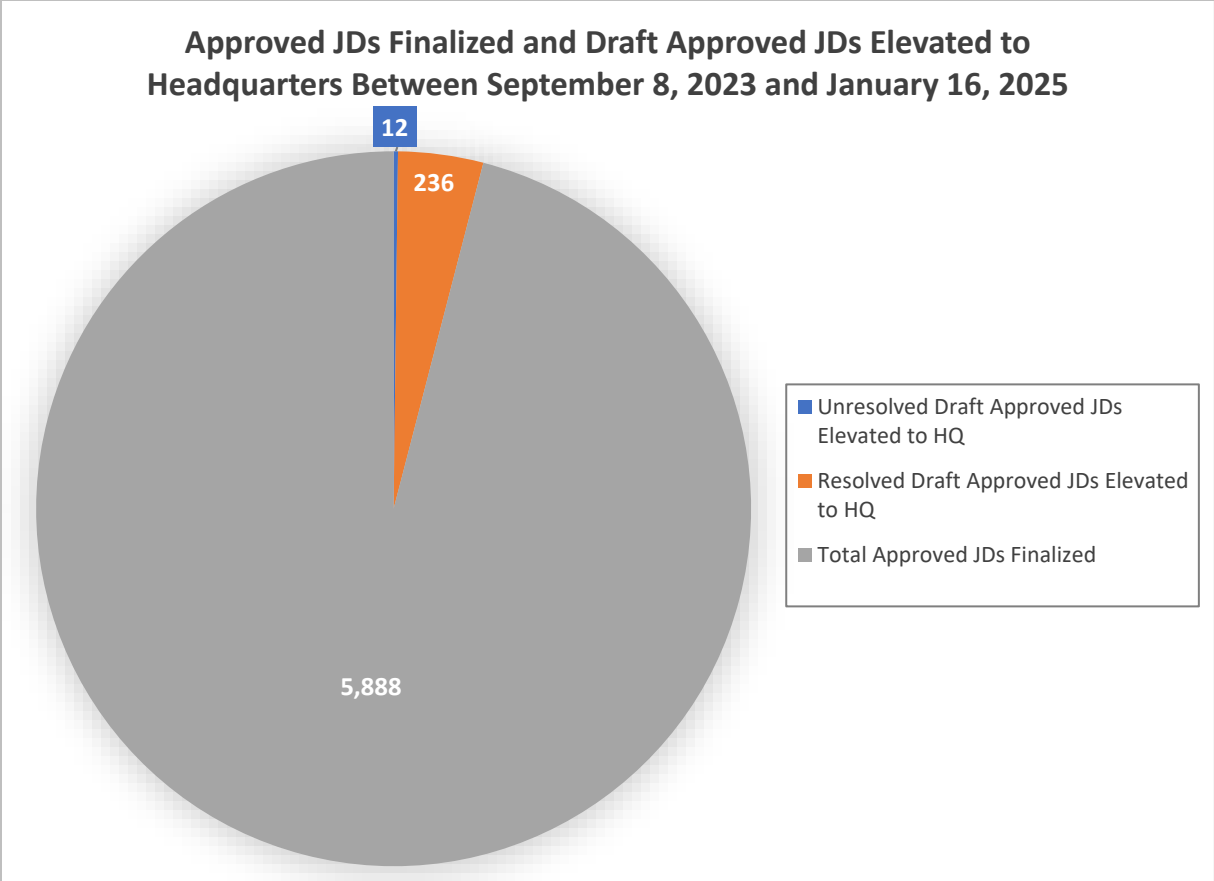 Approved JDs Finalized and Draft Approved JDs Elevated to
Headquarters Between September 8, 2023 and January 16, 2025
12
236
5,888
Unresolved Draft Approved JDs
Elevated to HQ
Resolved Draft Approved JDs Elevated
to HQ
Total Approved JDs Finalized